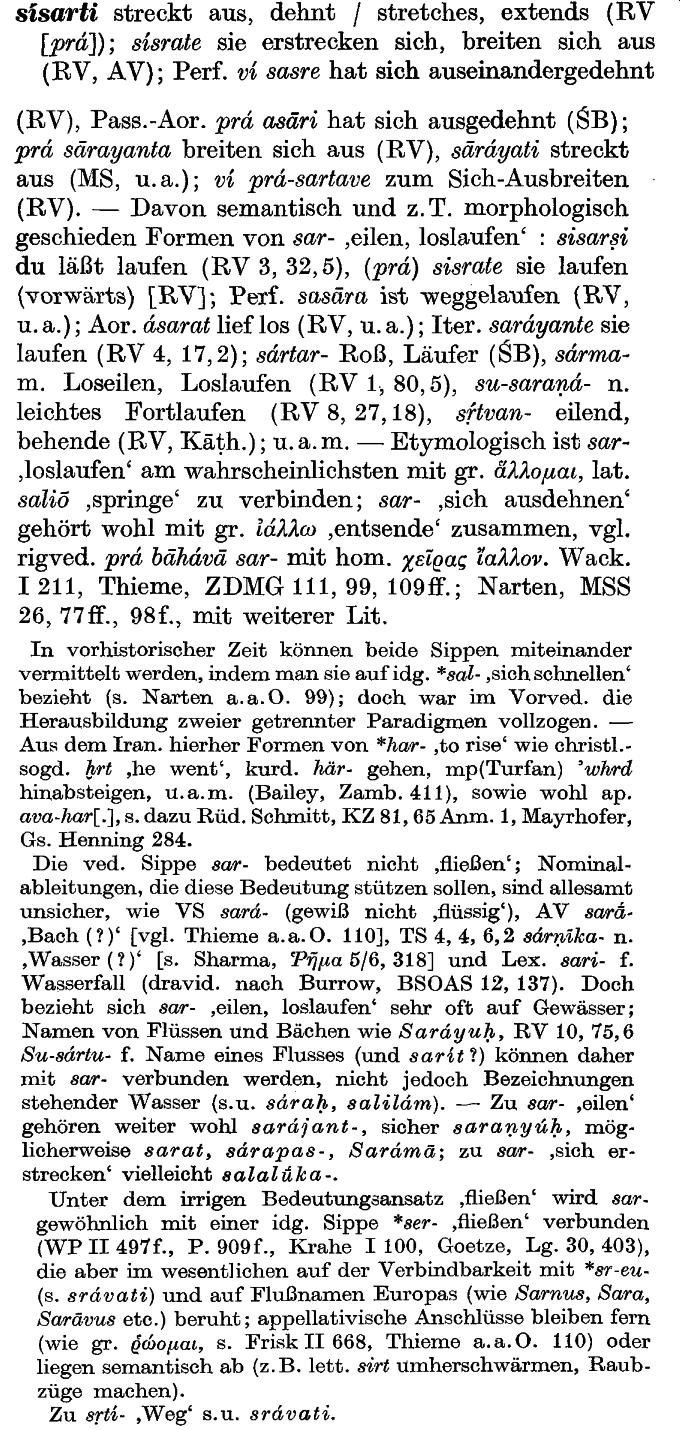 sísarti streckt aus, dehnt / stretches, extends (RV
[prá]); sísrate sie erstrecken sich, breiten sich aus
(RV, AV); Perf. ví sasre hat sich auseinandergedehnt
(RV), Pass.-Aor. prá asāri hat sich ausgedehnt (ŚB);
prá sārayanta breiten sich aus (RV), sāráyati streckt
aus (MS, u.a.); ví prá-sartave zum Sich-Ausbreiten
(RV). — Davon semantisch und z.T. morphologisch
geschieden Formen von sar- ‚eilen, loslaufen‘ : sisarṣi
du läßt laufen (RV 3, 32,5), (prá) sisrate sie laufen
(vorwärts) [RV]; Perf. sasāra ist weggelaufen (RV,
u.a.); Aor. ásarat lief los (RV, u.a.); Iter. saráyante sie
laufen (RV 4, 17,2); sártar- Roß, Läufer (ŚB), sárma-
m. Loseilen, Loslaufen (RV 1, 80,5), su-saraṇá- n.
leichtes Fortlaufen (RV 8, 27,18), sṛ́tvan- eilend,
behende (RV, Kāṭh.); u.a.m. — Etymologisch ist sar-
‚loslaufen‘ am wahrscheinlichsten mit gr. ἅλλομαι, lat.
saliō ‚springe‘ zu verbinden; sar- ‚sich ausdehnen‘
gehört wohl mit gr. ἰάλλω ‚entsende‘ zusammen, vgl.
rigved. prá bāhávā sar- mit hom. χεῖρας ἴαλλον. Wack.
I 211, Thieme, ZDMG 111, 99, 109ff.; Narten, MSS
26, 77ff., 98f., mit weiterer Lit.
In vorhistorischer Zeit können beide Sippen miteinander
vermittelt werden, indem man sie auf idg. *sal- ‚sich schnellen‘
bezieht (s. Narten a.a.O. 99); doch war im Vorved. die
Herausbildung zweier getrennter Paradigmen vollzogen. —
Aus dem Iran. hierher Formen von *har- ‚to rise‘ wie christl.-
sogd. ẖrt ‚he went‘, kurd. här- gehen, mp(Turfan) ’whrd
hinabsteigen, u.a.m. (Bailey, Zamb. 411), sowie wohl ap.
ava-har[.], s. dazu Rüd. Schmitt, KZ 81, 65 Anm. 1, Mayrhofer,
Gs. Henning 284.
Die ved. Sippe sar- bedeutet nicht ‚fließen‘; Nominal-
ableitungen, die diese Bedeutung stützen sollen, sind allesamt
unsicher, wie VS sará- (gewiß nicht ‚flüssig‘), AV sarā́-
‚Bach (?)‘ [vgl. Thieme a.a.O. 110], TS 4, 4, 6,2 sárṇīka- n.
‚Wasser (?)‘ [s. Sharma, Ῥῆμα 5/6, 318] und Lex. sari- f.
Wasserfall (dravid. nach Burrow, BSOAS 12, 137). Doch
bezieht sich sar- ‚eilen, loslaufen‘ sehr oft auf Gewässer;
Namen von Flüssen und Bächen wie Saráyuḥ, RV 10, 75,6
Su-sártu- f. Name eines Flusses (und sarít?) können daher
mit sar- verbunden werden, nicht jedoch Bezeichnungen
stehender Wasser (s.u. sáraḥ, salilám). — Zu sar- ‚eilen‘
gehören weiter wohl sarájant-, sicher saraṇyúḥ, mög-
licherweise sarat, sárapas-, Sarámā; zu sar- ‚sich er-
strecken‘ vielleicht salalū́ka-.
Unter dem irrigen Bedeutungsansatz ‚fließen‘ wird sar-
gewöhnlich mit einer idg. Sippe *ser- ‚fließen‘ verbunden
(WP II 497f., P. 909f., Krahe I 100, Goetze, Lg. 30, 403),
die aber im wesentlichen auf der Verbindbarkeit mit *sr-eu-
(s. srávati) und auf Flußnamen Europas (wie Sarnus, Sara,
Sarāvus etc.) beruht; appellativische Anschlüsse bleiben fern
(wie gr. ῥώομαι, s. Frisk II 668, Thieme a.a.O. 110) oder
liegen semantisch ab (z.B. lett. sirt umherschwärmen, Raub-
züge machen).
Zu sṛtí- ‚Weg‘ s.u. srávati.